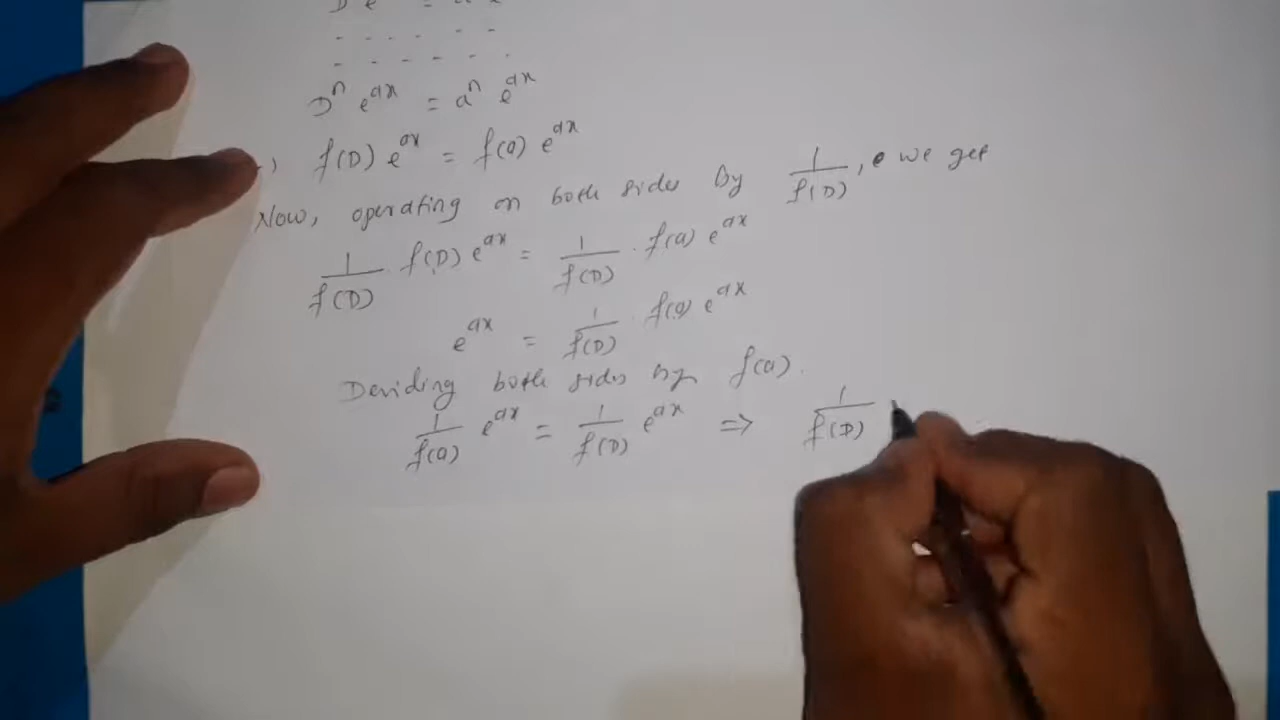 - - - - - -
- - - - - - .
Dⁿ e^{ax} = aⁿ e^{ax}
f(D) e^{ax} = f(a) e^{ax}
Now, operating on both sides by 1/f(D), we get
1/f(D) . f(D) e^{ax} = 1/f(D) . f(a) e^{ax}
e^{ax} = 1/f(D) . f(a) e^{ax}
Deviding both sides by f(a).
1/f(a) e^{ax} = 1/f(D) e^{ax} ⇒ 1/f(D)